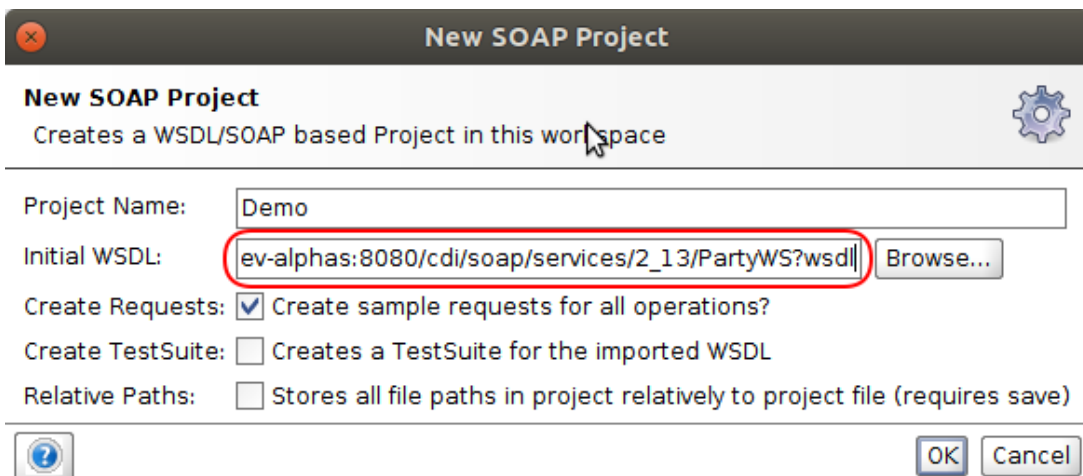 New SOAP Project
New SOAP Project
Creates a WSDL/SOAP based Project in this workspace
Project Name: Demo
Initial WSDL: ev-alphas:8080/cdi/soap/services/2_13/PartyWS?wsdl Browse...
Create Requests: Create sample requests for all operations?
Create TestSuite: Creates a TestSuite for the imported WSDL
Relative Paths: Stores all file paths in project relatively to project file (requires save)
? OK Cancel